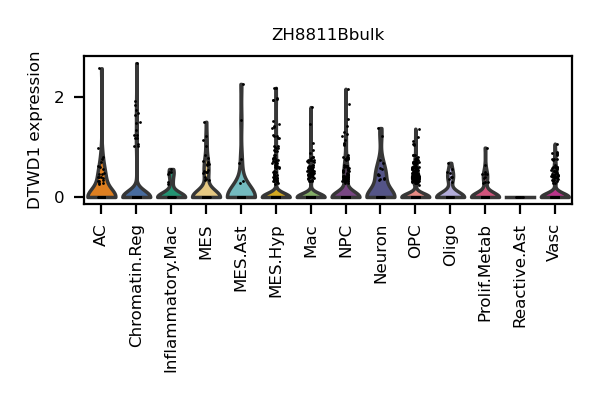 ZH8811Bbulk
DTWD1 expression
2
0
AC
Chromatin.Reg
Inflammatory.Mac
MES
MES.Ast
MES.Hyp
Mac
NPC
Neuron
OPC
Oligo
Prolif.Metab
Reactive.Ast
Vasc